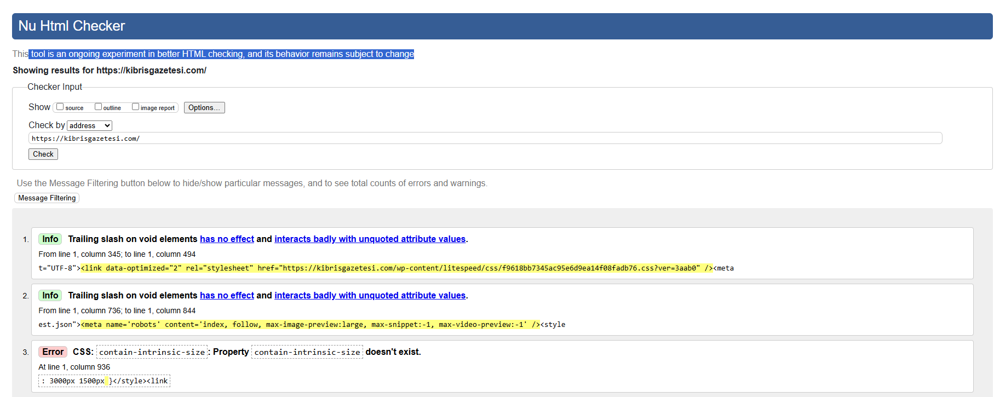 Nu Html Checker
This tool is an ongoing experiment in better HTML checking, and its behavior remains subject to change
Showing results for https://kibrisgazetesi.com/
Checker Input
Show source outline image report Options...
Check by address
https://kibrisgazetesi.com/
Check
Use the Message Filtering button below to hide/show particular messages, and to see total counts of errors and warnings.
Message Filtering
1. Info Trailing slash on void elements has no effect and interacts badly with unquoted attribute values.
From line 1, column 345; to line 1, column 494
t="UTF-8"><link data-optimized="2" rel="stylesheet" href="https://kibrisgazetesi.com/wp-content/litespeed/css/f9618bb7345ac95e6d9ea14f08fadb76.css?ver=3aab0" /><meta
2. Info Trailing slash on void elements has no effect and interacts badly with unquoted attribute values.
From line 1, column 736; to line 1, column 844
est.json"><meta name='robots' content='index, follow, max-image-preview:large, max-snippet:-1, max-video-preview:-1' /><style
3. Error CSS: contain-intrinsic-size: Property contain-intrinsic-size doesn't exist.
At line 1, column 936
: 3000px 1500px }</style><link